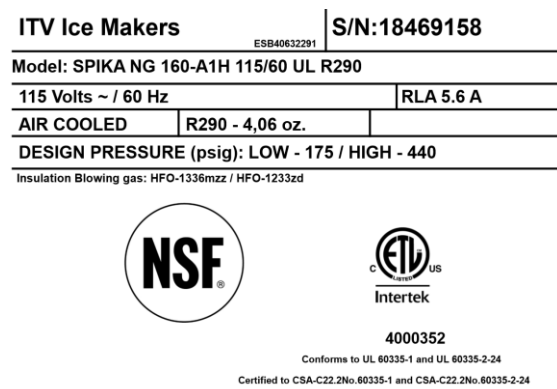 ITV Ice Makers ESB40632291 S/N:18469158
Model: SPIKA NG 160-A1H 115/60 UL R290
115 Volts ~ / 60 Hz RLA 5.6 A
AIR COOLED R290 - 4,06 oz.
DESIGN PRESSURE (psig): LOW - 175 / HIGH - 440
Insulation Blowing gas: HFO-1336mzz / HFO-1233zd
NSF®
C ETL LISTED US
Intertek
4000352
Conforms to UL 60335-1 and UL 60335-2-24
Certified to CSA-C22.2No.60335-1 and CSA-C22.2No.60335-2-24